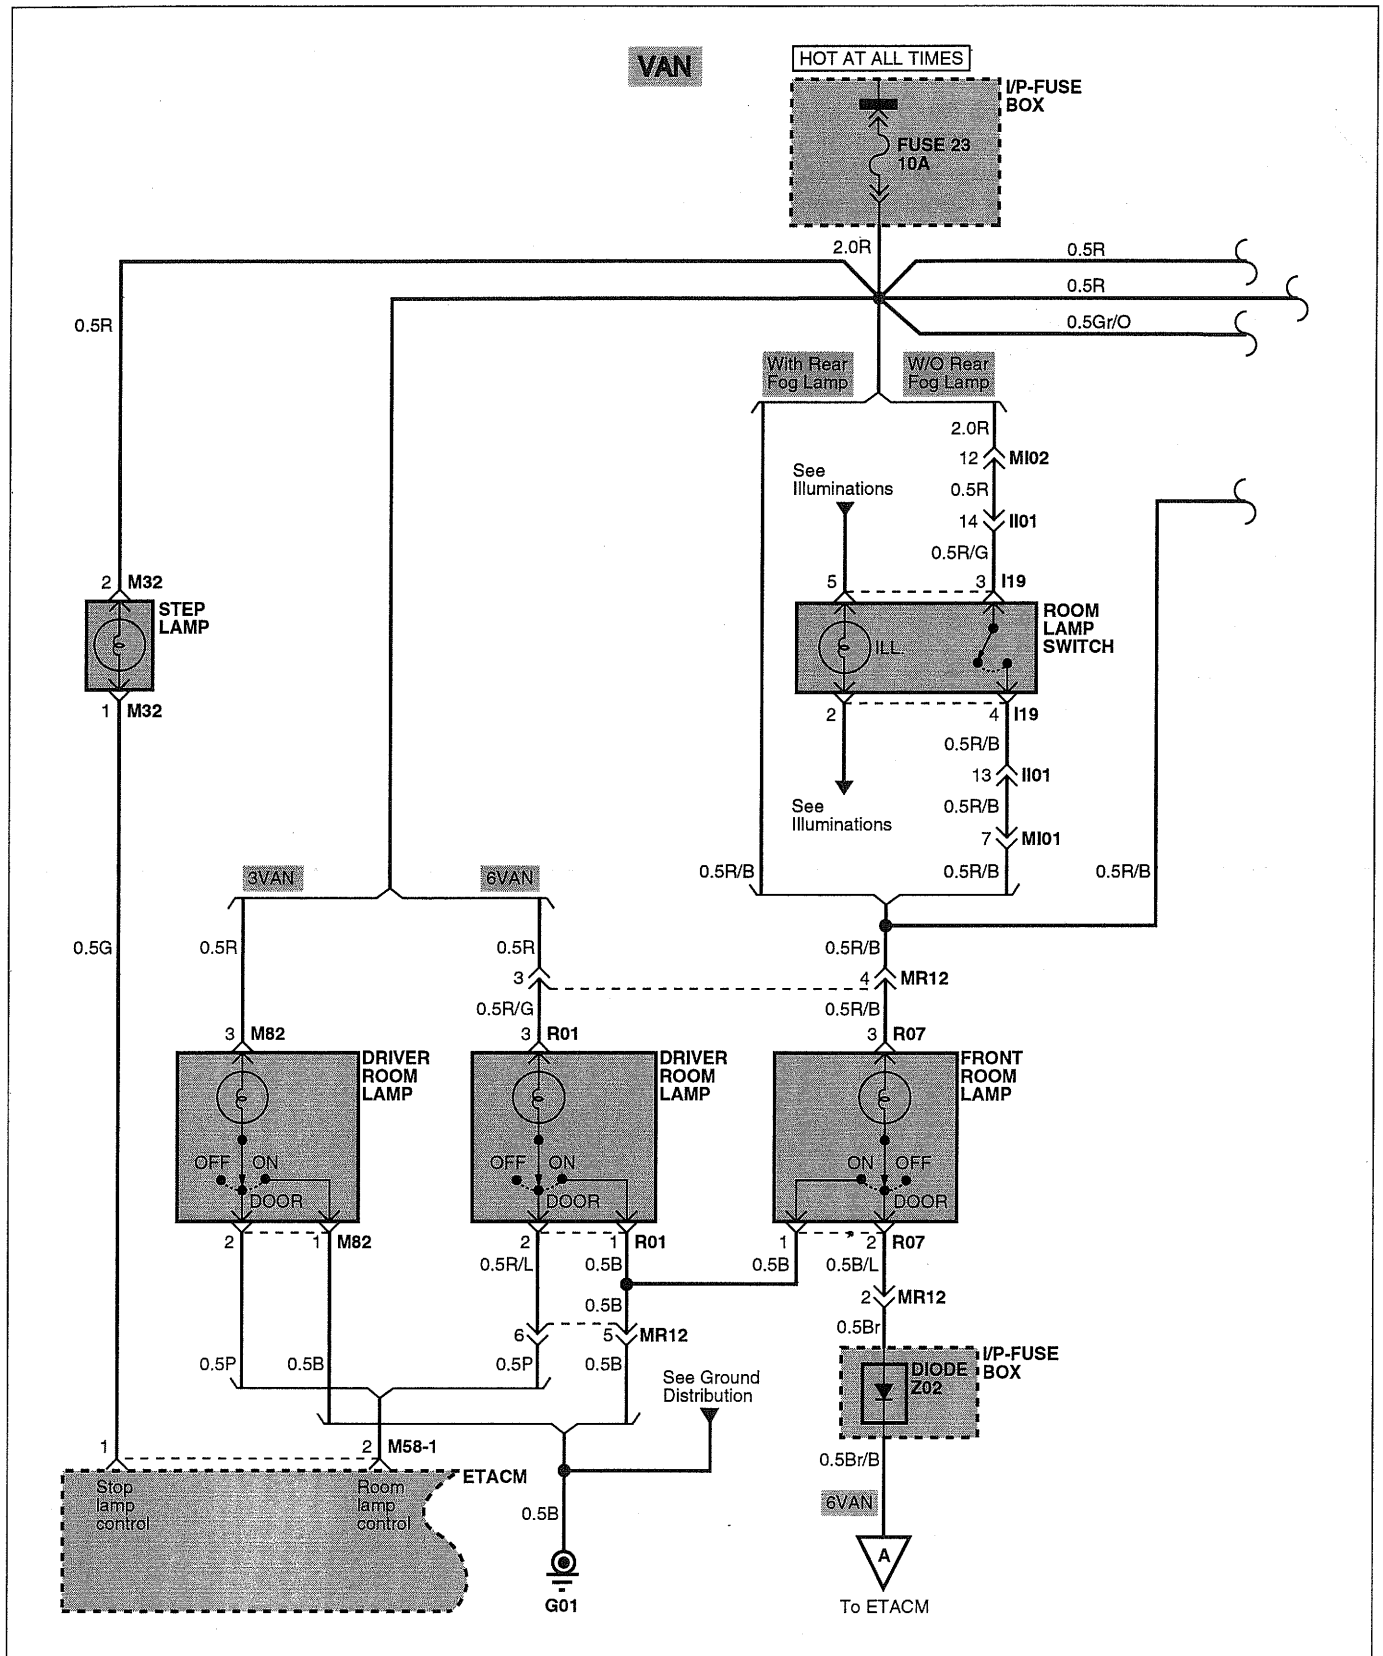 VAN
HOT AT ALL TIMES
I/P-FUSE
BOX
FUSE 23
10A
2.0R
0.5R
0.5R
0.5Gr/O
0.5R
With Rear
Fog Lamp
W/O Rear
Fog Lamp
2.0R
12 MI02
See
Illuminations
0.5R
14 II01
0.5R/G
2 M32
5
3 I19
STEP
LAMP
ROOM
LAMP
SWITCH
ILL.
1 M32
2
4 I19
0.5R/B
13 II01
See
Illuminations
0.5R/B
7 MI01
3VAN
6VAN
0.5R/B
0.5R/B
0.5R/B
0.5G
0.5R
0.5R
0.5R/B
3
4 MR12
0.5R/G
0.5R/B
3 M82
3 R01
3 R07
DRIVER
ROOM
LAMP
DRIVER
ROOM
LAMP
FRONT
ROOM
LAMP
OFF ON
DOOR
OFF ON
DOOR
ON OFF
DOOR
2
1 M82
2
1 R01
1
2 R07
0.5R/L
0.5B
0.5B
0.5B/L
0.5B
2 MR12
0.5Br
6
5 MR12
0.5P
0.5B
0.5P
0.5B
I/P-FUSE
BOX
DIODE
Z02
See Ground
Distribution
1
2 M58-1
0.5Br/B
ETACM
Stop
lamp
control
Room
lamp
control
0.5B
6VAN
A
G01
To ETACM